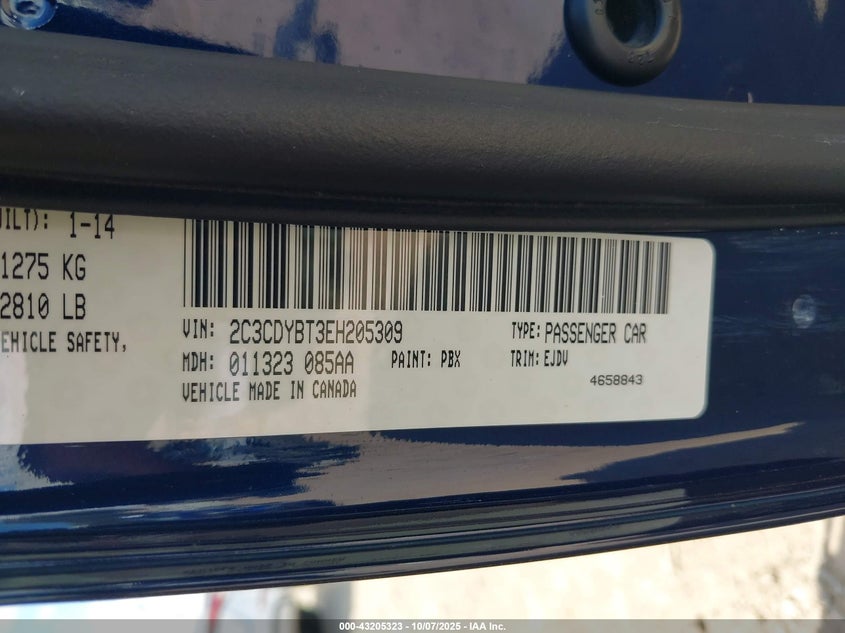 UILT): 1-14
1275 KG
2810 LB
EHICLE SAFETY,
VIN: 2C3CDYBT3EH205309 TYPE: PASSENGER CAR
MDH: 011323 085AA PAINT: PBX TRIM: EJDV
VEHICLE MADE IN CANADA 4658843
000-43205323 - 10/07/2025 - IAA Inc.